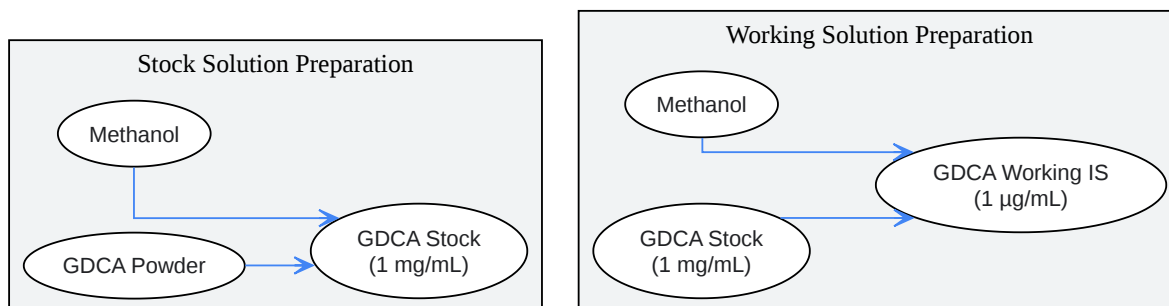 Stock Solution Preparation
Methanol
GDCA Powder
GDCA Stock
(1 mg/mL)
Working Solution Preparation
Methanol
GDCA Stock
(1 mg/mL)
GDCA Working IS
(1 µg/mL)